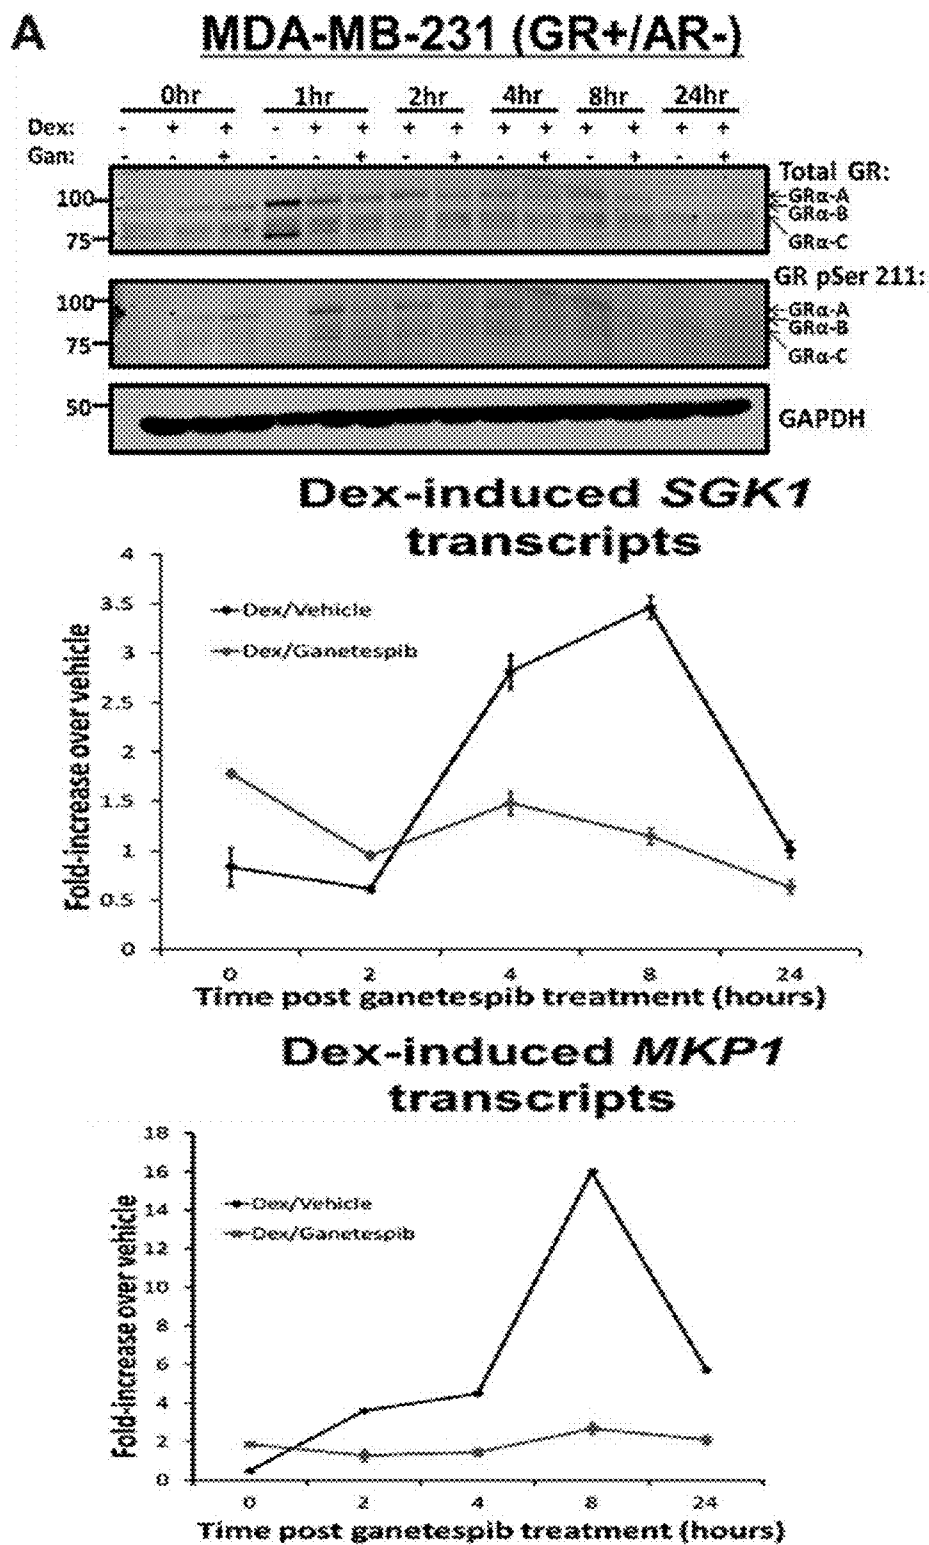 A
MDA-MB-231 (GR+/AR-)
0hr 1hr 2hr 4hr 8hr 24hr
Dex: - + + - + + + + + + + + + +
Gan: - - + - - + - + - + - + - +
Total GR:
100
GRα-A
GRα-B
75
GRα-C
GR pSer 211:
100
GRα-A
GRα-B
75
GRα-C
50
GAPDH
Dex-induced SGK1
transcripts
4
3.5
3
2.5
2
1.5
1
0.5
0
Fold-increase over vehicle
Dex/Vehicle
Dex/Ganetespib
0 2 4 8 24
Time post ganetespib treatment (hours)
Dex-induced MKP1
transcripts
18
16
14
12
10
8
6
4
2
0
Fold-increase over vehicle
Dex/Vehicle
Dex/Ganetespib
0 2 4 8 24
Time post ganetespib treatment (hours)